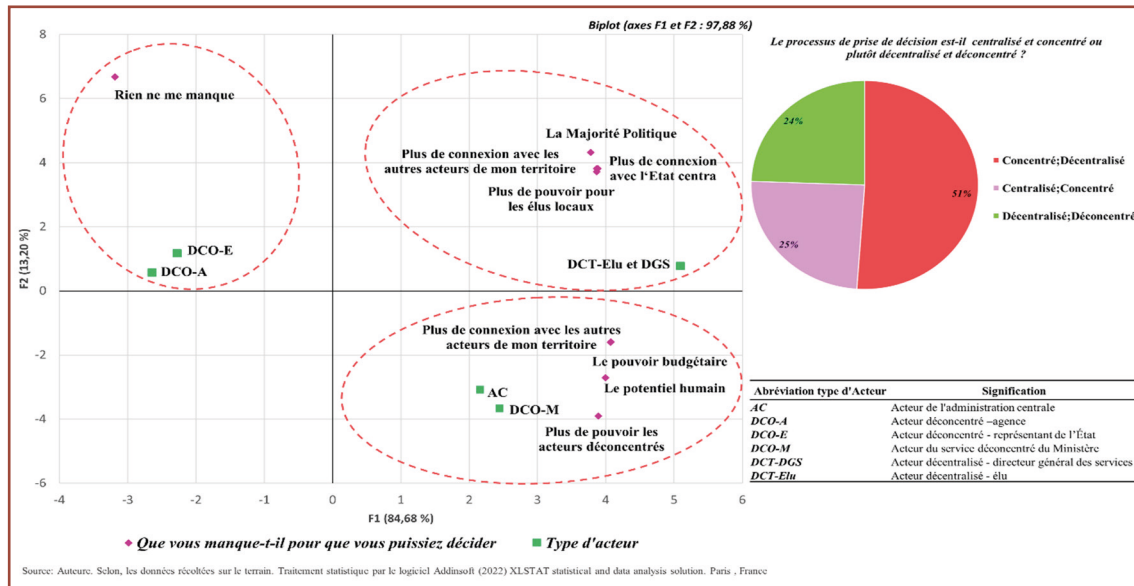 Biplot (axes F1 et F2 : 97,88 %)
8
6
4
2
0
-2
-4
-6
F2 (13,20 %)
Rien ne me manque
DCO-E
DCO-A
La Majorité Politique
Plus de connexion avec les
autres acteurs de mon territoire
Plus de connexion
avec l'Etat centra
Plus de pouvoir pour
les élus locaux
DCT-Elu et DGS
Plus de connexion avec les autres
acteurs de mon territoire
Le pouvoir budgétaire
AC
Le potentiel humain
DCO-M
Plus de pouvoir les
acteurs déconcentrés
-4 -3 -2 -1 0 1 2 3 4 5 6
F1 (84,68 %)
Que vous manque-t-il pour que vous puissiez décider
Type d'acteur
Le processus de prise de décision est-il centralisé et concentré ou
plutôt décentralisé et déconcentré ?
24%
51%
25%
Concentré;Décentralisé
Centralisé;Concentré
Décentralisé;Déconcentré
Abréviation type d'Acteur Signification
AC Acteur de l'administration centrale
DCO-A Acteur déconcentré –agence
DCO-E Acteur déconcentré - représentant de l'État
DCO-M Acteur du service déconcentré du Ministère
DCT-DGS Acteur décentralisé - directeur général des services
DCT-Elu Acteur décentralisé - élu
Source: Auteure. Selon, les données récoltées sur le terrain. Traitement statistique par le logiciel Addinsoft (2022) XLSTAT statistical and data analysis solution. Paris , France